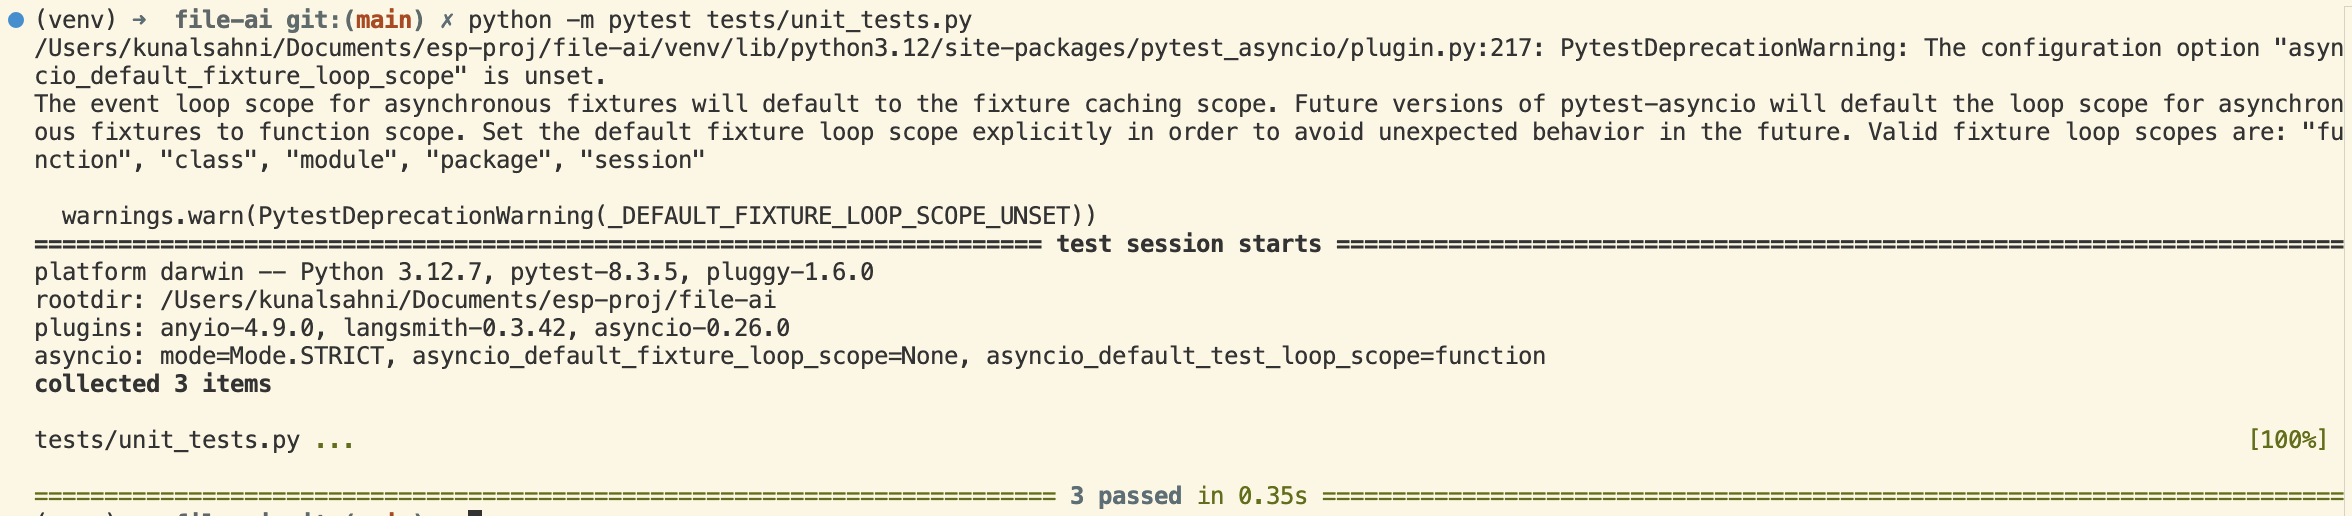 (venv) ➜  file-ai git:(main) ✗ python -m pytest tests/unit_tests.py
/Users/kunalsahni/Documents/esp-proj/file-ai/venv/lib/python3.12/site-packages/pytest_asyncio/plugin.py:217: PytestDeprecationWarning: The configuration option "asyn
cio_default_fixture_loop_scope" is unset.
The event loop scope for asynchronous fixtures will default to the fixture caching scope. Future versions of pytest-asyncio will default the loop scope for asynchron
ous fixtures to function scope. Set the default fixture loop scope explicitly in order to avoid unexpected behavior in the future. Valid fixture loop scopes are: "fu
nction", "class", "module", "package", "session"
  warnings.warn(PytestDeprecationWarning(_DEFAULT_FIXTURE_LOOP_SCOPE_UNSET))
======================================================================== test session starts ========================================================================
platform darwin -- Python 3.12.7, pytest-8.3.5, pluggy-1.6.0
rootdir: /Users/kunalsahni/Documents/esp-proj/file-ai
plugins: anyio-4.9.0, langsmith-0.3.42, asyncio-0.26.0
asyncio: mode=Mode.STRICT, asyncio_default_fixture_loop_scope=None, asyncio_default_test_loop_scope=function
collected 3 items
tests/unit_tests.py ... [100%]
========================================================================= 3 passed in 0.35s =========================================================================